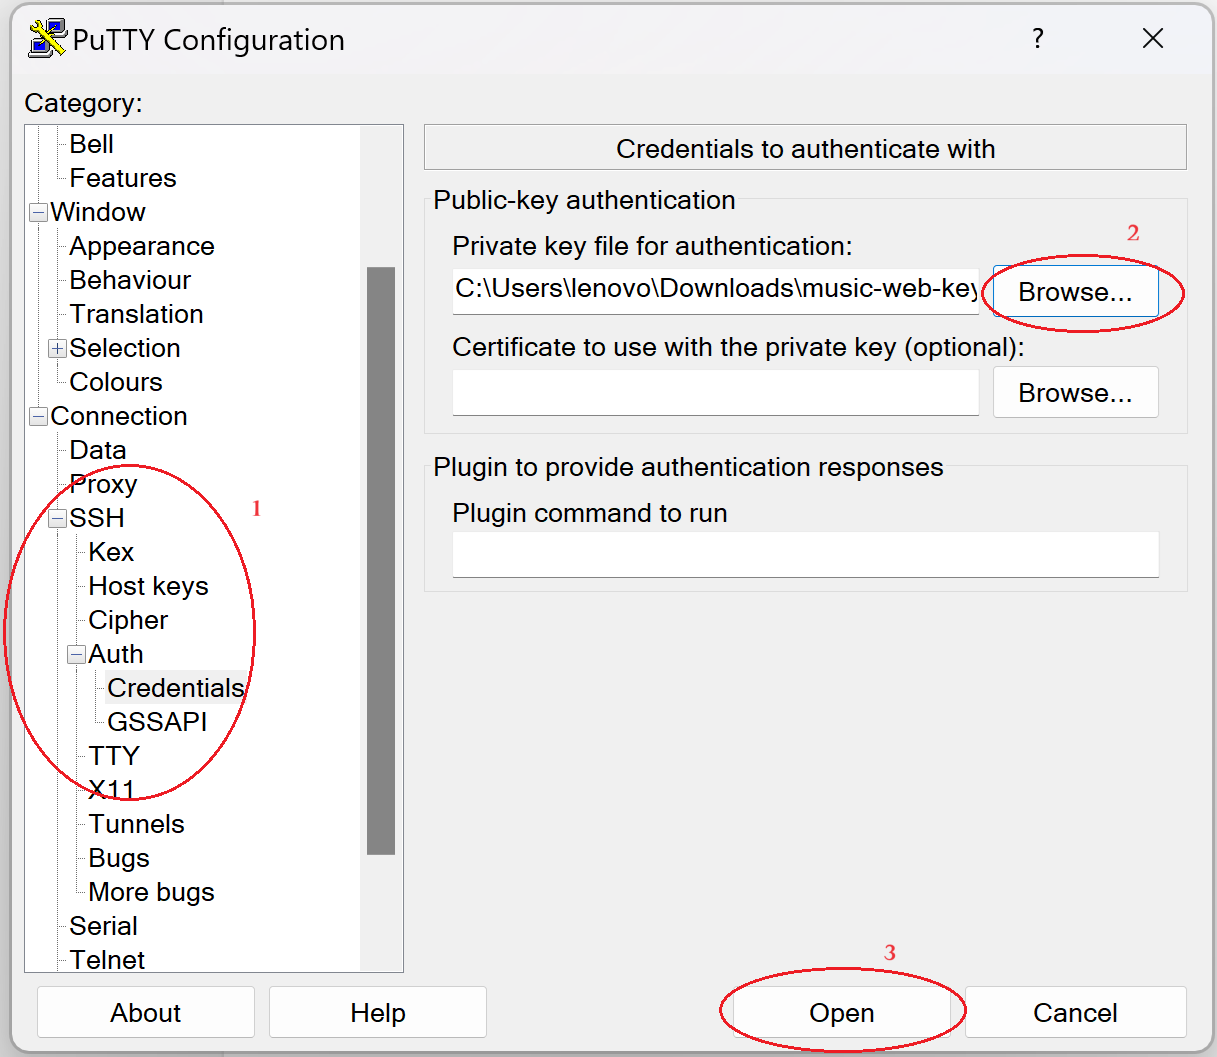 PuTTY Configuration
?
Category:
Bell
Features
Window
Appearance
Behaviour
Translation
Selection
Colours
Connection
Data
Proxy
SSH
1
Kex
Host keys
Cipher
Auth
Credentials
GSSAPI
TTY
X11
Tunnels
Bugs
More bugs
Serial
Telnet
Credentials to authenticate with
Public-key authentication
2
Private key file for authentication:
C:\Users\lenovo\Downloads\music-web-key
Browse...
Certificate to use with the private key (optional):
Browse...
Plugin to provide authentication responses
Plugin command to run
3
About
Help
Open
Cancel